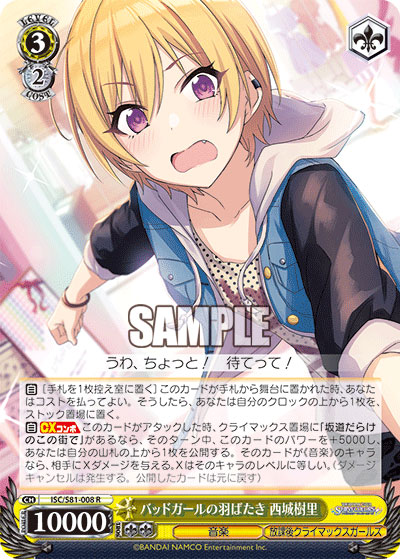 LEVEL
3
2
COST
SAMPLE
うわ、ちょっと！ 待てって！
自［手札を1枚控え室に置く］このカードが手札から舞台に置かれた時、あなた
はコストを払ってよい。そうしたら、あなたは自分のクロックの上から1枚を、
ストック置場に置く。
自 CXコンボ このカードがアタックした時、クライマックス置場に「坂道だらけ
のこの街で」があるなら、そのターン中、このカードのパワーを+5000し、
あなたは自分の山札の上から1枚を公開する。そのカードが《音楽》のキャラ
なら、相手にXダメージを与える。Xはそのキャラのレベルに等しい。（ダメージ
キャンセルは発生する。公開したカードは元に戻す）
CH
ISC/S81-008 R
バッドガールの羽ばたき 西城樹里
POWER
10000
SOUL
音楽
放課後クライマックスガールズ
©BANDAI NAMCO Entertainment Inc.